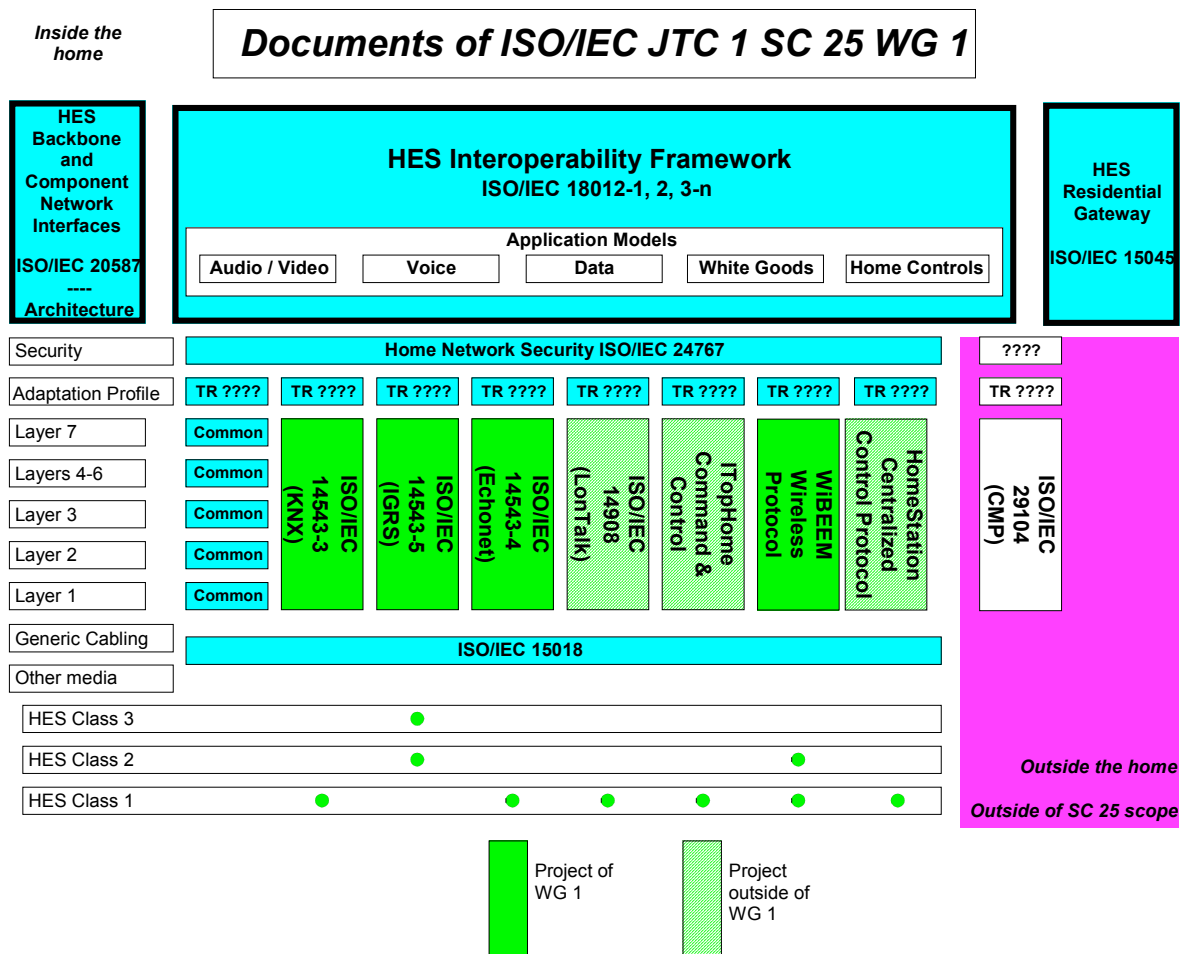 Inside the
home
Documents of ISO/IEC JTC 1 SC 25 WG 1
HES
Backbone
and
Component
Network
Interfaces
ISO/IEC 20587
----
Architecture
HES Interoperability Framework
ISO/IEC 18012-1, 2, 3-n
Application Models
Audio / Video
Voice
Data
White Goods
Home Controls
HES
Residential
Gateway
ISO/IEC 15045
Security
Home Network Security ISO/IEC 24767
????
Adaptation Profile
TR ????
TR ????
TR ????
TR ????
TR ????
TR ????
TR ????
TR ????
TR ????
Layer 7
Common
Layers 4-6
Common
Layer 3
Common
Layer 2
Common
Layer 1
Common
ISO/IEC
14543-3
(KNX)
ISO/IEC
14543-5
(IGRS)
ISO/IEC
14543-4
(Echonet)
ISO/IEC
14908
(LonTalk)
ITopHome
Command &
Control
WiBEEM
Wireless
Protocol
HomeStation
Centralized
Control Protocol
ISO/IEC
29104
(CMP)
Generic Cabling
ISO/IEC 15018
Other media
HES Class 3
HES Class 2
HES Class 1
Outside the home
Outside of SC 25 scope
Project of
WG 1
Project
outside of
WG 1